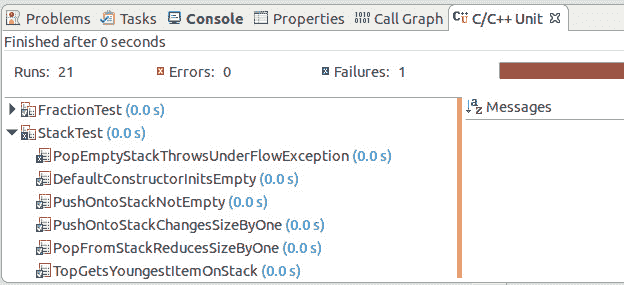 Problems Tasks Console Properties Call Graph C/C++ Unit
Finished after 0 seconds
Runs: 21 Errors: 0 Failures: 1
FractionTest (0.0 s)
Messages
StackTest (0.0 s)
PopEmptyStackThrowsUnderFlowException (0.0 s)
DefaultConstructorInitsEmpty (0.0 s)
PushOntoStackNotEmpty (0.0 s)
PushOntoStackChangesSizeByOne (0.0 s)
PopFromStackReducesSizeByOne (0.0 s)
TopGetsYoungestItemOnStack (0.0 s)